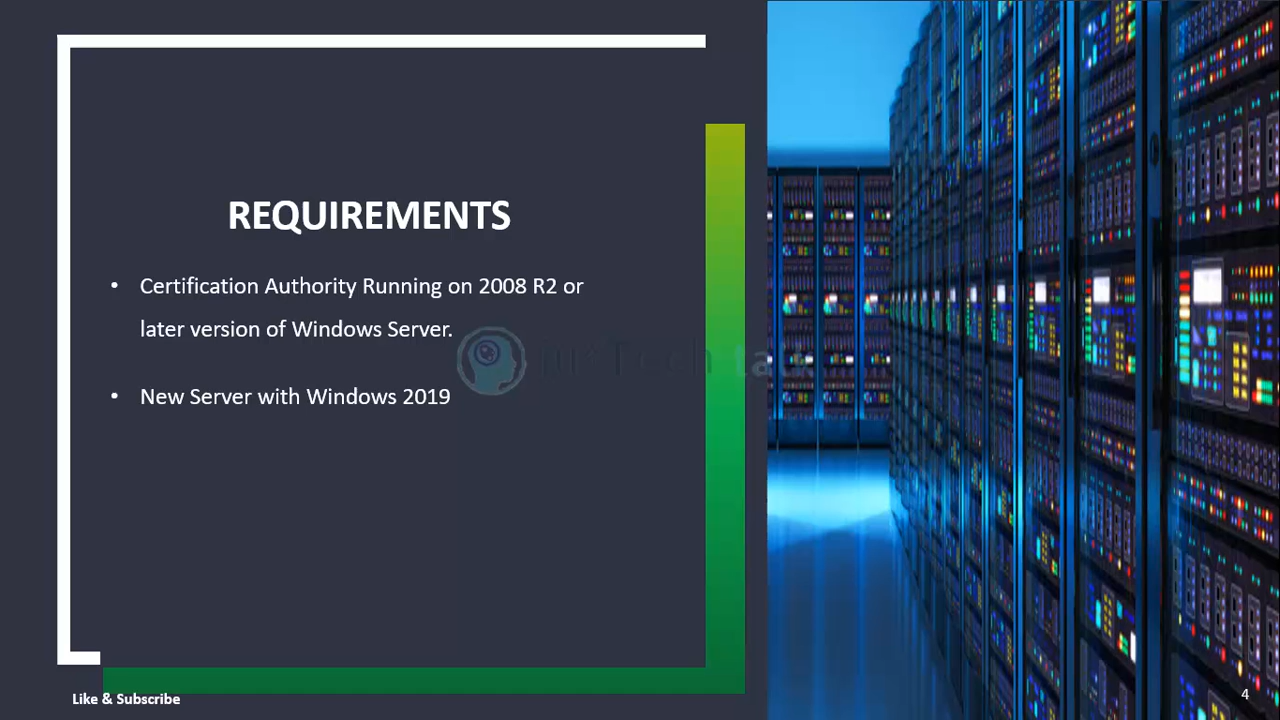 REQUIREMENTS
• Certification Authority Running on 2008 R2 or
later version of Windows Server.
• New Server with Windows 2019
Like & Subscribe
4